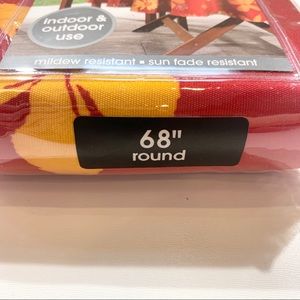 indoor &
outdoor
use
mildew resistant ▪ sun fade resistant
68"
round